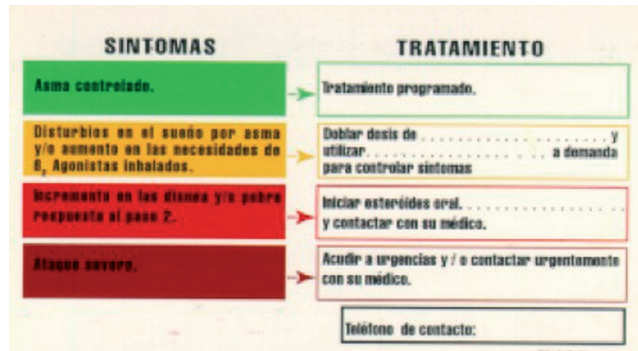 SINTOMAS
TRATAMIENTO
Asma controlado.
Tratamiento programado.
Disturbios en el sueño por asma
y/o aumento en las necesidades de
ß₂ Agonistas inhalados.
Doblar dosis de . . . . . . . . . . . . . . . . . . . . y
utilizar. . . . . . . . . . . . . . . . . . . a demanda
para controlar sintomas
Incremento en las disnea y/o pobre
respuesta al paso 2.
Iniciar esteróides oral. . . . . . . . . . . . . . . .
y contactar con su médico.
Ataque severo.
Acudir a urgencias y / o contactar urgentemente
con su médico.
Teléfono de contacto: